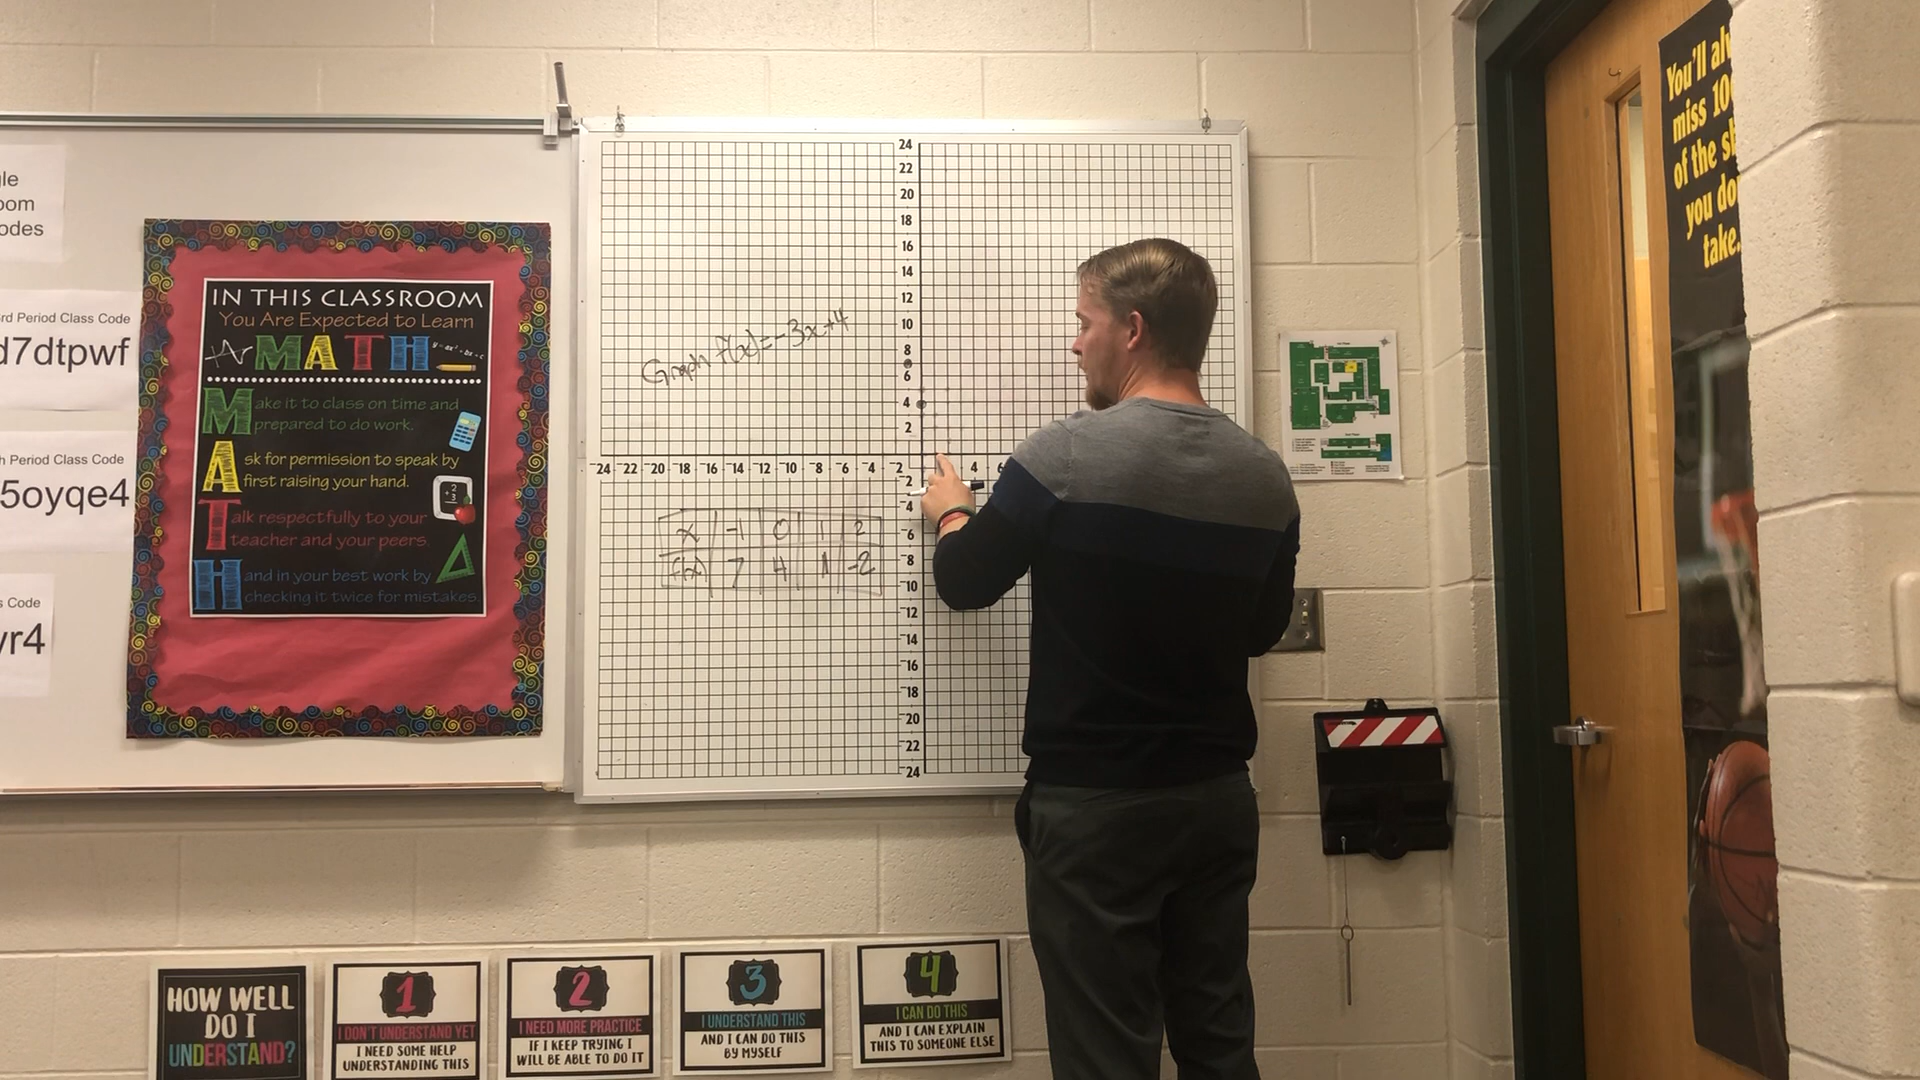 le
oom
odes
rd Period Class Code
d7dtpwf
h Period Class Code
5oyqe4
s Code
yr4
IN THIS CLASSROOM
You Are Expected to Learn
MATH
Make it to class on time and
prepared to do work.
Ask for permission to speak by
first raising your hand.
Talk respectfully to your
teacher and your peers.
Hand in your best work by
checking it twice for mistakes.
24
22
20
18
16
14
12
10
8
6
4
2
-24 -22 -20 -18 -16 -14 -12 -10 -8 -6 -4 -2 4 6
-2
-4
-6
-8
-10
-12
-14
-16
-18
-20
-22
-24
Graph f(x)=-3x+4
x -1 0 1 2
f(x) 7 4 1 -2
You'll al
miss 10
of the s
you do
take.
HOW WELL
DO I
UNDERSTAND?
1
I DON'T UNDERSTAND YET
I NEED SOME HELP
UNDERSTANDING THIS
2
I NEED MORE PRACTICE
IF I KEEP TRYING I
WILL BE ABLE TO DO IT
3
I UNDERSTAND THIS
AND I CAN DO THIS
BY MYSELF
4
I CAN DO THIS
AND I CAN EXPLAIN
THIS TO SOMEONE ELSE